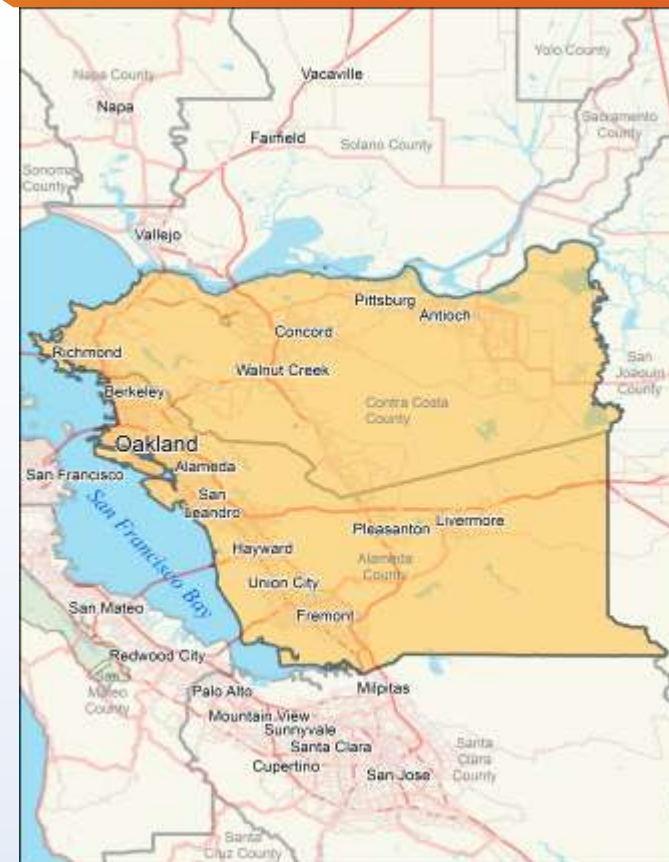 Yolo County
Vacaville
Napa County
Napa
Sacramento
County
Fairfield
Solano County
Sonoma
County
Vallejo
Pittsburg
Antioch
Concord
Richmond
Walnut Creek
San
Joaquin
County
Berkeley
Contra Costa
County
Oakland
Alameda
San Francisco
San
Leandro
San Francisco Bay
Livermore
Pleasanton
Hayward
Alameda
County
Union City
San Mateo
Fremont
Redwood City
San
Mateo
County
Palo Alto
Milpitas
Mountain View
Sunnyvale
Santa Clara
Santa
Clara
County
Cupertino
San Jose
Santa
Cruz County